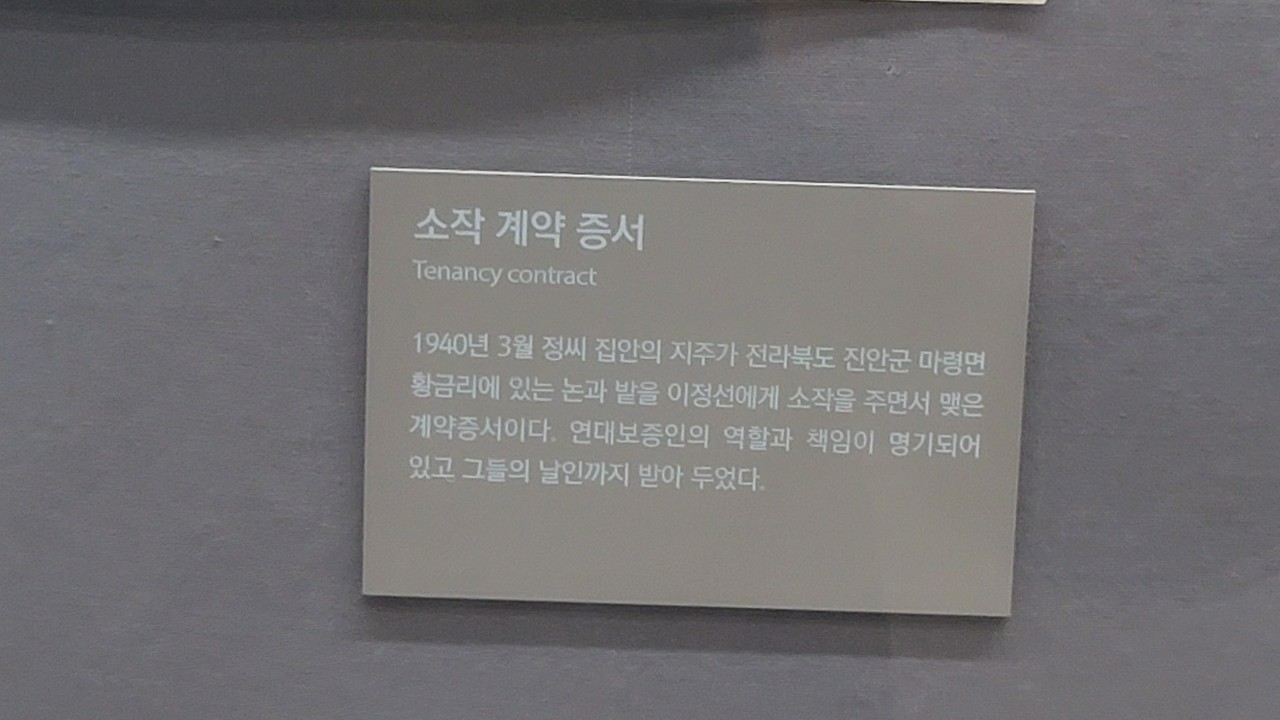 소작 계약 증서
Tenancy contract
1940년 3월 정씨 집안의 지주가 전라북도 진안군 마령면
황금리에 있는 논과 밭을 이정선에게 소작을 주면서 맺은
계약증서이다. 연대보증인의 역할과 책임이 명기되어
있고 그들의 날인까지 받아 두었다.